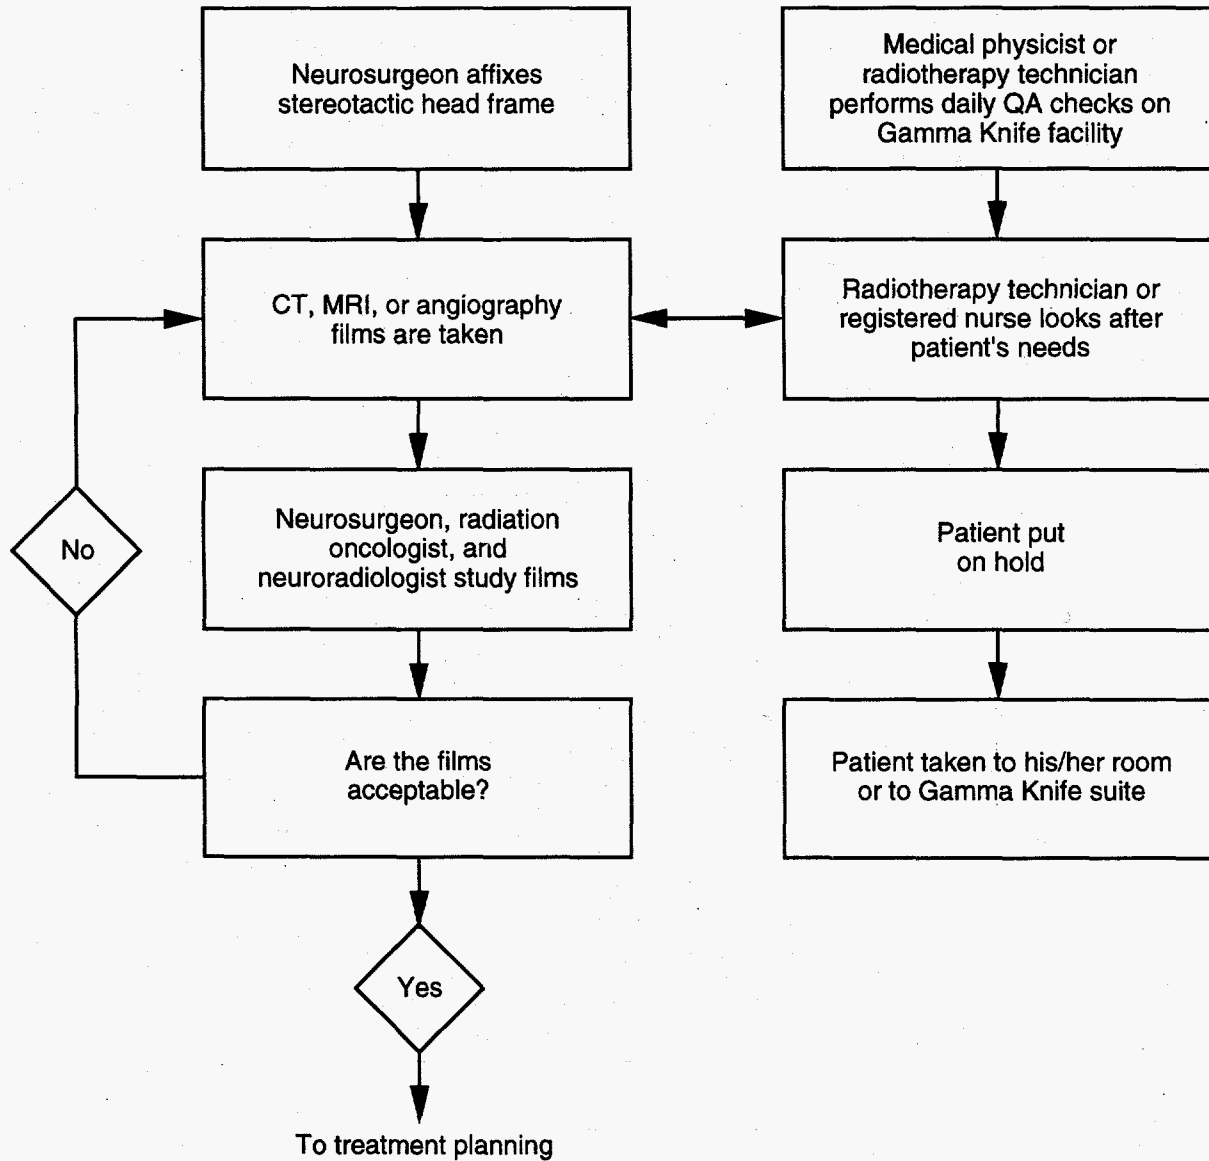 Neurosurgeon affixes
stereotactic head frame
Medical physicist or
radiotherapy technician
performs daily QA checks on
Gamma Knife facility
CT, MRI, or angiography
films are taken
Radiotherapy technician or
registered nurse looks after
patient's needs
No
Neurosurgeon, radiation
oncologist, and
neuroradiologist study films
Patient put
on hold
Are the films
acceptable?
Patient taken to his/her room
or to Gamma Knife suite
Yes
To treatment planning